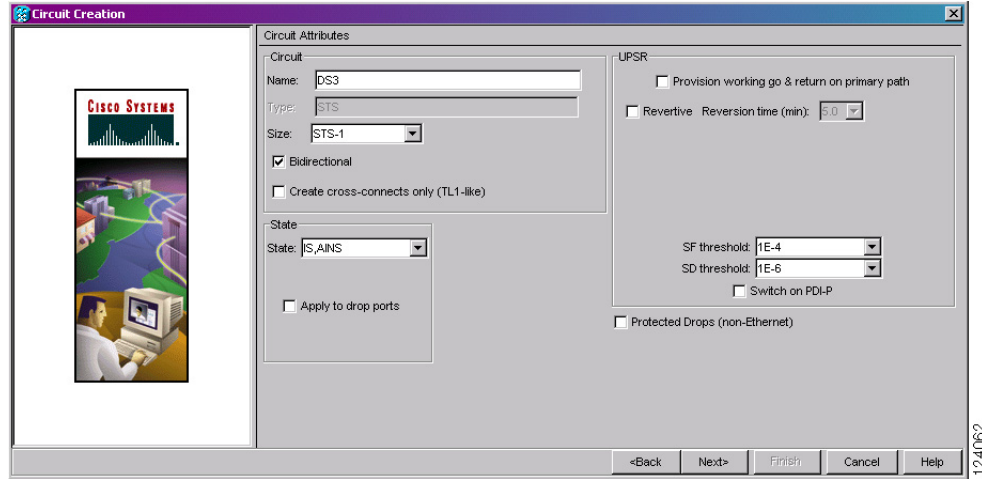 Circuit Creation
CISCO SYSTEMS
Circuit Attributes
Circuit
Name: DS3
Type: STS
Size: STS-1
Bidirectional
Create cross-connects only (TL1-like)
State
State: IS,AINS
Apply to drop ports
UPSR
Provision working go & return on primary path
Revertive Reversion time (min): 5.0
SF threshold: 1E-4
SD threshold: 1E-6
Switch on PDI-P
Protected Drops (non-Ethernet)
<Back Next> Finish Cancel Help
124062